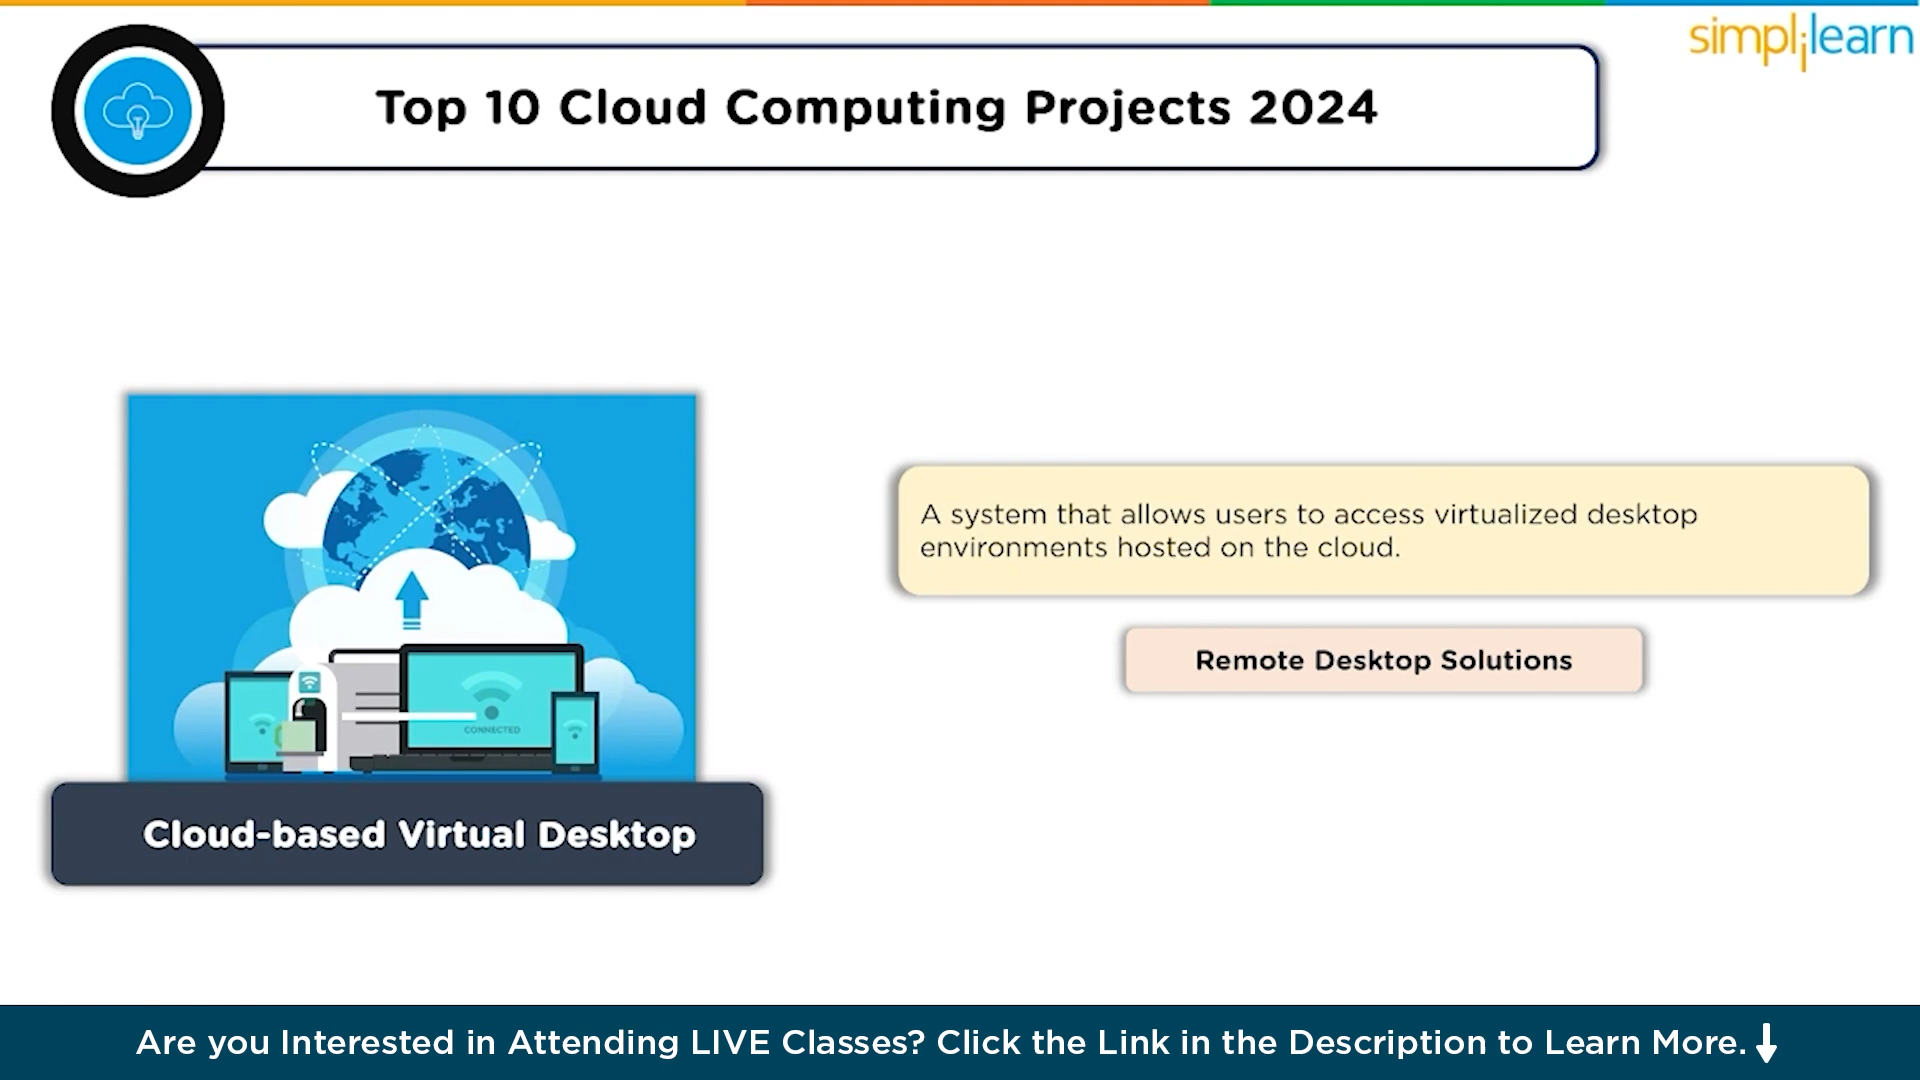 simplilearn
Top 10 Cloud Computing Projects 2024
A system that allows users to access virtualized desktop
environments hosted on the cloud.
Remote Desktop Solutions
CONNECTED
Cloud-based Virtual Desktop
Are you Interested in Attending LIVE Classes? Click the Link in the Description to Learn More.